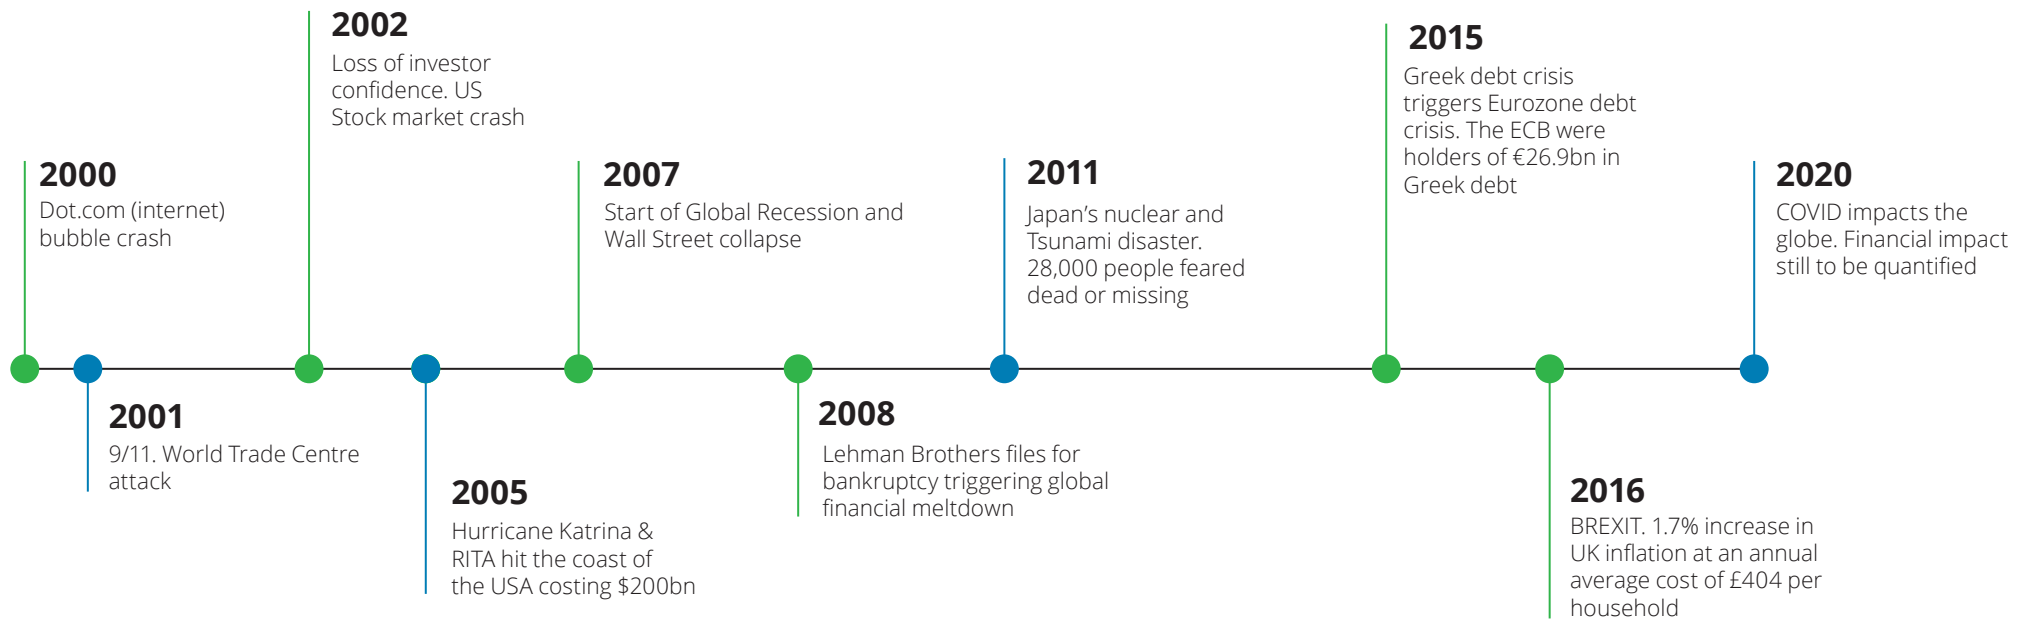 2000
Dot.com (internet)
bubble crash
2001
9/11. World Trade Centre
attack
2002
Loss of investor
confidence. US
Stock market crash
2005
Hurricane Katrina &
RITA hit the coast of
the USA costing $200bn
2007
Start of Global Recession and
Wall Street collapse
2008
Lehman Brothers files for
bankruptcy triggering global
financial meltdown
2011
Japan’s nuclear and
Tsunami disaster.
28,000 people feared
dead or missing
2015
Greek debt crisis
triggers Eurozone debt
crisis. The ECB were
holders of €26.9bn in
Greek debt
2016
BREXIT. 1.7% increase in
UK inflation at an annual
average cost of £404 per
household
2020
COVID impacts the
globe. Financial impact
still to be quantified